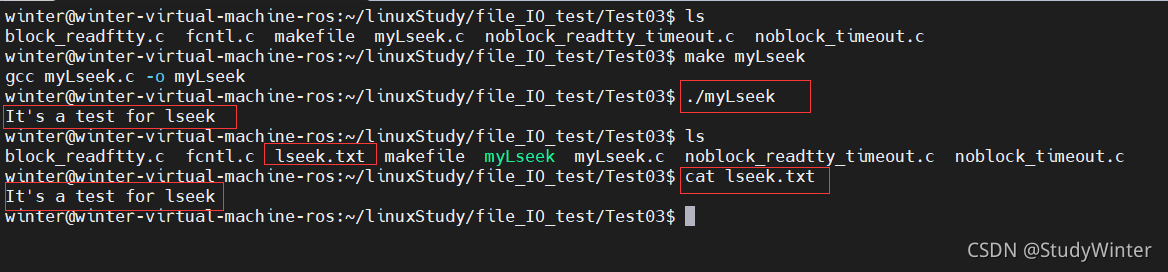 winter@winter-virtual-machine-ros:~/linuxStudy/file_IO_test/Test03$ ls
block_readftty.c  fcntl.c  makefile  myLseek.c  noblock_readtty_timeout.c  noblock_timeout.c
winter@winter-virtual-machine-ros:~/linuxStudy/file_IO_test/Test03$ make myLseek
gcc myLseek.c -o myLseek
winter@winter-virtual-machine-ros:~/linuxStudy/file_IO_test/Test03$ ./myLseek
It's a test for lseek
winter@winter-virtual-machine-ros:~/linuxStudy/file_IO_test/Test03$ ls
block_readftty.c  fcntl.c  lseek.txt  makefile  myLseek  myLseek.c  noblock_readtty_timeout.c  noblock_timeout.c
winter@winter-virtual-machine-ros:~/linuxStudy/file_IO_test/Test03$ cat lseek.txt
It's a test for lseek
winter@winter-virtual-machine-ros:~/linuxStudy/file_IO_test/Test03$
CSDN @StudyWinter